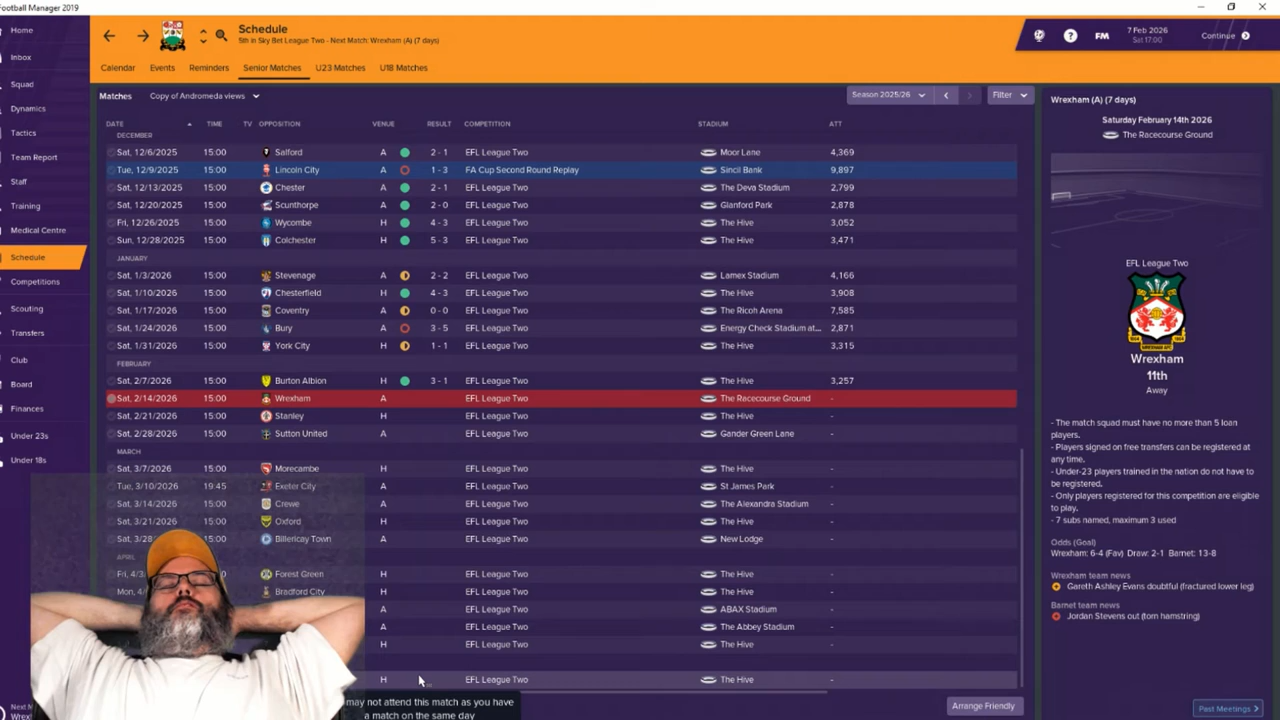 Football Manager 2019
Home
Inbox
Squad
Dynamics
Tactics
Team Report
Staff
Training
Medical Centre
Schedule
Competitions
Scouting
Transfers
Club
Board
Finances
Under 23s
Under 18s
Schedule
5th in Sky Bet League Two - Next Match: Wrexham (A) (7 days)
FM
7 Feb 2026
Sat 17:00
Continue
Calendar Events Reminders Senior Matches U23 Matches U18 Matches
Matches Copy of Andromeda views Season 2025/26 Filter
DATE TIME TV OPPOSITION VENUE RESULT COMPETITION STADIUM ATT
DECEMBER
Sat, 12/6/2025 15:00 Salford A 2 - 1 EFL League Two Moor Lane 4,369
Tue, 12/9/2025 15:00 Lincoln City A 1 - 3 FA Cup Second Round Replay Sincil Bank 9,897
Sat, 12/13/2025 15:00 Chester A 2 - 1 EFL League Two The Deva Stadium 2,799
Sat, 12/20/2025 15:00 Scunthorpe A 2 - 0 EFL League Two Glanford Park 2,878
Fri, 12/26/2025 15:00 Wycombe H 4 - 3 EFL League Two The Hive 3,052
Sun, 12/28/2025 15:00 Colchester H 5 - 3 EFL League Two The Hive 3,471
JANUARY
Sat, 1/3/2026 15:00 Stevenage A 2 - 2 EFL League Two Lamex Stadium 4,166
Sat, 1/10/2026 15:00 Chesterfield H 4 - 3 EFL League Two The Hive 3,908
Sat, 1/17/2026 15:00 Coventry A 0 - 0 EFL League Two The Ricoh Arena 7,585
Sat, 1/24/2026 15:00 Bury A 3 - 5 EFL League Two Energy Check Stadium at... 2,871
Sat, 1/31/2026 15:00 York City H 1 - 1 EFL League Two The Hive 3,315
FEBRUARY
Sat, 2/7/2026 15:00 Burton Albion H 3 - 1 EFL League Two The Hive 3,257
Sat, 2/14/2026 15:00 Wrexham A EFL League Two The Racecourse Ground -
Sat, 2/21/2026 15:00 Stanley H EFL League Two The Hive -
Sat, 2/28/2026 15:00 Sutton United A EFL League Two Gander Green Lane -
MARCH
Sat, 3/7/2026 15:00 Morecambe H EFL League Two The Hive -
Tue, 3/10/2026 19:45 Exeter City A EFL League Two St James Park -
Sat, 3/14/2026 15:00 Crewe A EFL League Two The Alexandra Stadium -
Sat, 3/21/2026 15:00 Oxford H EFL League Two The Hive -
Sat, 3/28/ 15:00 Billericay Town A EFL League Two New Lodge -
APRIL
Fri, 4/3 Forest Green H EFL League Two The Hive -
Mon, 4/ Bradford City H EFL League Two The Hive -
A EFL League Two ABAX Stadium -
A EFL League Two The Abbey Stadium -
H EFL League Two The Hive -
H EFL League Two The Hive -
may not attend this match as you have
a match on the same day
Arrange Friendly
Next M
Wrex
Wrexham (A) (7 days)
Saturday February 14th 2026
The Racecourse Ground
EFL League Two
Wrexham
11th
Away
- The match squad must have no more than 5 loan
players.
- Players signed on free transfers can be registered at
any time.
- Under-23 players trained in the nation do not have
to be registered.
- Only players registered for this competition are eligible
to play.
- 7 subs named, maximum 3 used
Odds (Goal)
Wrexham: 6-4 (Fav) Draw: 2-1 Barnet: 13-8
Wrexham team news
Gareth Ashley Evans doubtful (fractured lower leg)
Barnet team news
Jordan Stevens out (torn hamstring)
Past Meetings